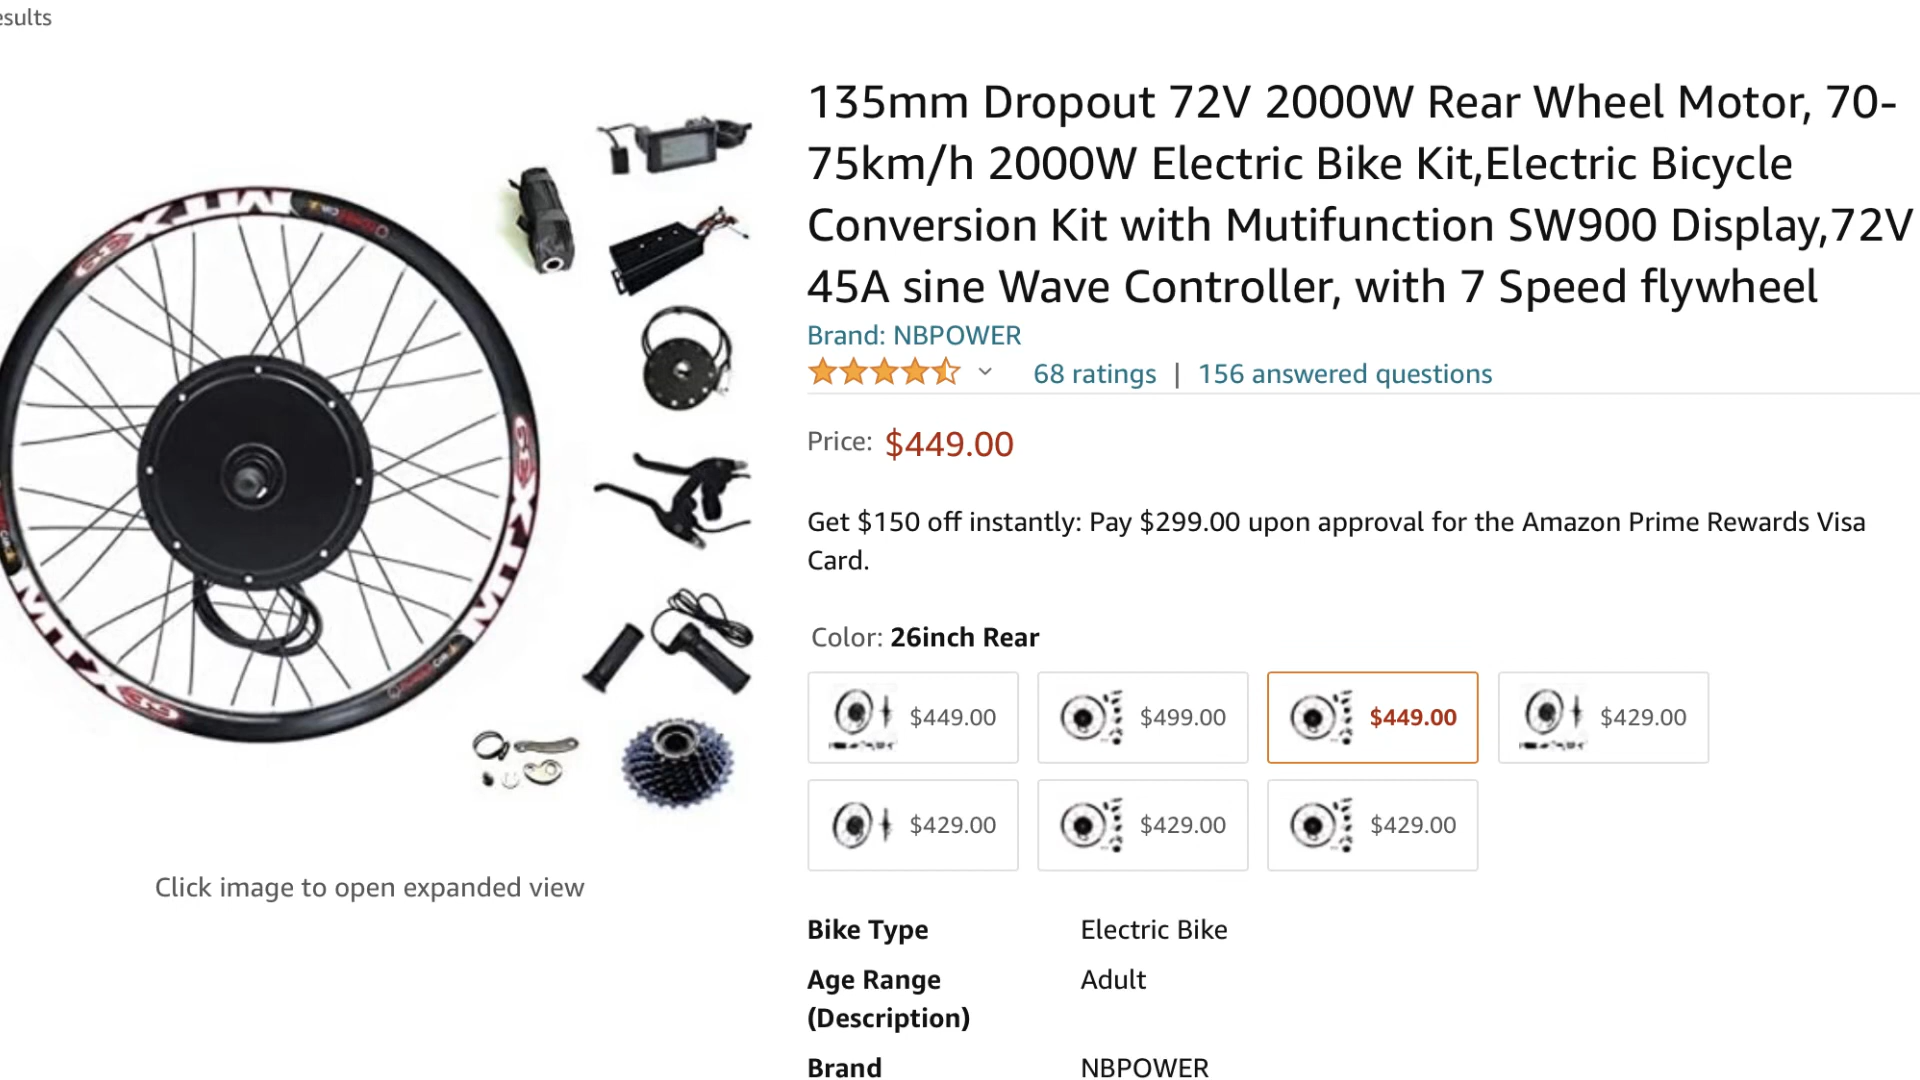 esults
135mm Dropout 72V 2000W Rear Wheel Motor, 70-
75km/h 2000W Electric Bike Kit,Electric Bicycle
Conversion Kit with Mutifunction SW900 Display,72V
45A sine Wave Controller, with 7 Speed flywheel
Brand: NBPOWER
68 ratings | 156 answered questions
Price: $449.00
Get $150 off instantly: Pay $299.00 upon approval for the Amazon Prime Rewards Visa
Card.
Color: 26inch Rear
$449.00 $499.00 $449.00 $429.00
$429.00 $429.00 $429.00
Bike Type Electric Bike
Age Range Adult
(Description)
Brand NBPOWER
MTX33
MTX33
MTX33
Click image to open expanded view